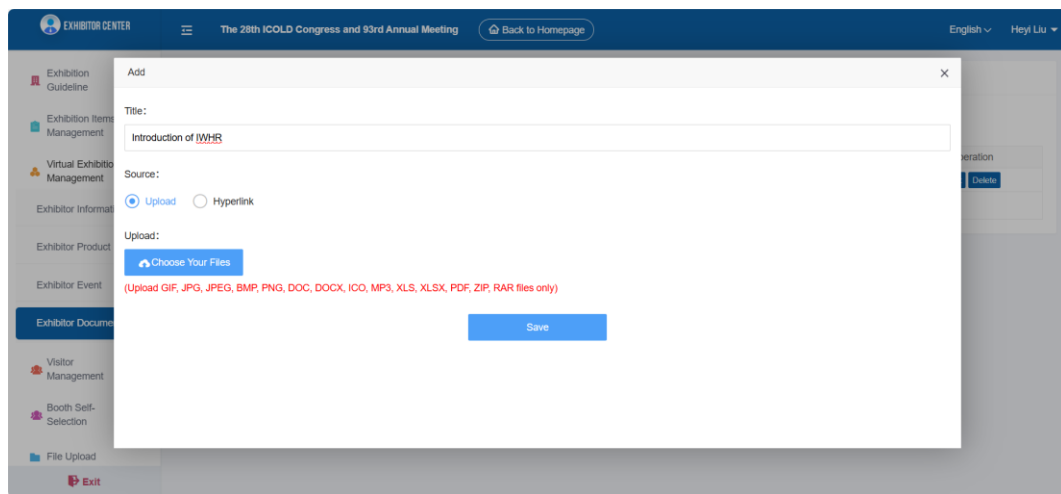 EXHIBITOR CENTER
The 28th ICOLD Congress and 93rd Annual Meeting
Back to Homepage
English
Heyi Liu
Exhibition
Guideline
Exhibition Items
Management
Virtual Exhibitio
Management
Exhibitor Informati
Exhibitor Product
Exhibitor Event
Exhibitor Docume
Visitor
Management
Booth Self-
Selection
File Upload
Exit
Add
Title:
Introduction of IWHR
Source:
Upload
Hyperlink
Upload:
Choose Your Files
(Upload GIF, JPG, JPEG, BMP, PNG, DOC, DOCX, ICO, MP3, XLS, XLSX, PDF, ZIP, RAR files only)
Save
peration
Delete